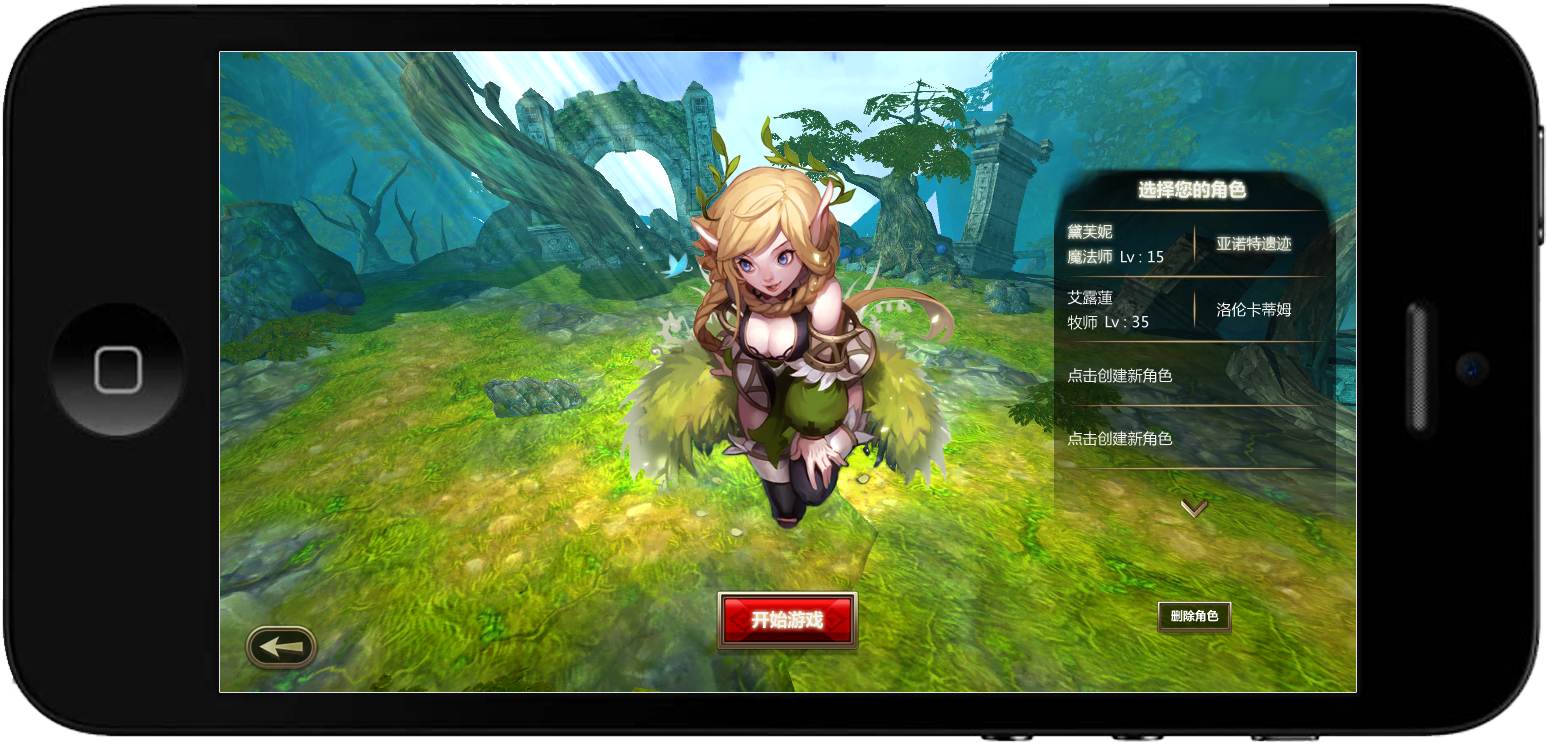 选择您的角色
黛芙妮
魔法师 Lv : 15
亚诺特遗迹
艾露蓮
牧师 Lv : 35
洛伦卡蒂姆
点击创建新角色
点击创建新角色
开始游戏
删除角色